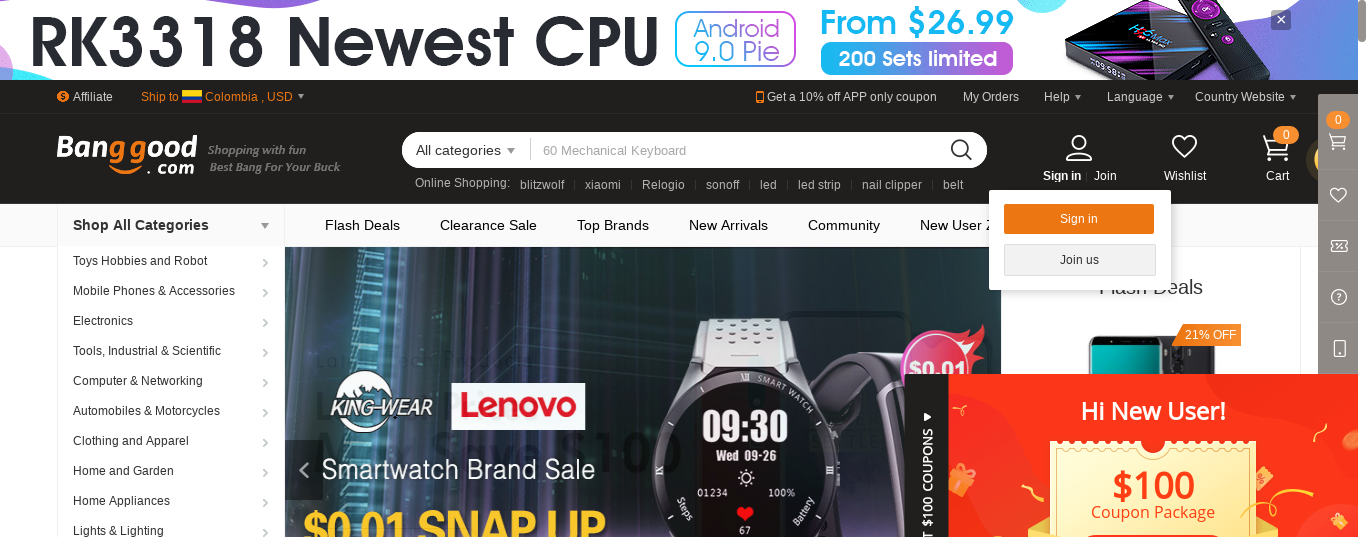 RK3318 Newest CPU
Android
9.0 Pie
From $26.99
200 Sets limited
Affiliate
Ship to Colombia , USD
Get a 10% off APP only coupon
My Orders
Help
Language
Country Website
0
Banggood
.com
Shopping with fun
Best Bang For Your Buck
All categories
60 Mechanical Keyboard
0
Sign in
Join
Wishlist
Cart
Online Shopping:
blitzwolf
xiaomi
Relogio
sonoff
led
led strip
nail clipper
belt
Sign in
Join us
Shop All Categories
Flash Deals
Clearance Sale
Top Brands
New Arrivals
Community
New User
Toys Hobbies and Robot
Mobile Phones & Accessories
Electronics
Tools, Industrial & Scientific
Computer & Networking
Automobiles & Motorcycles
Clothing and Apparel
Home and Garden
Home Appliances
Lights & Lighting
KING-WEAR
Lenovo
Smartwatch Brand Sale
$0.01 SNAP UP
SMART WATCH
09:30
Wed 09-26
01234
100%
67
Steps
Battery
$0.01
Flash Deals
21% OFF
$100 COUPONS
Hi New User!
$100
Coupon Package